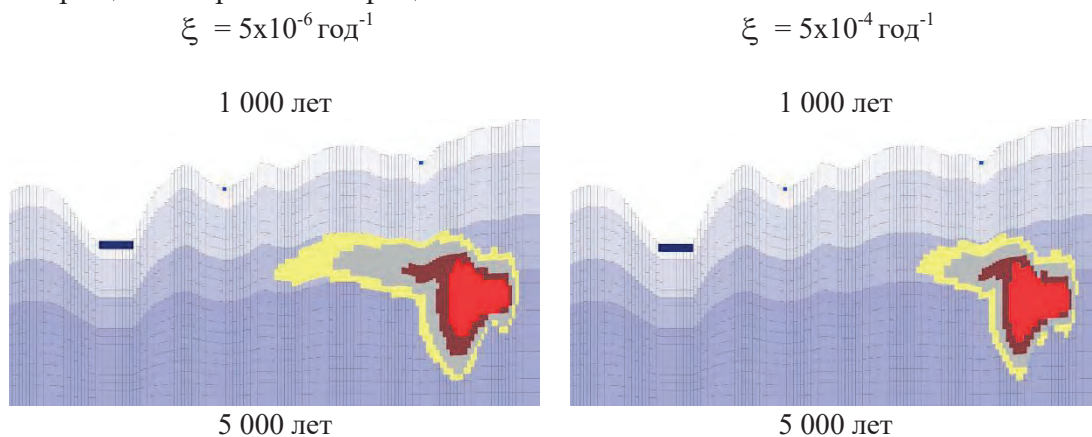 ξ = 5x10⁻⁶ год⁻¹
ξ = 5x10⁻⁴ год⁻¹
1 000 лет
1 000 лет
5 000 лет
5 000 лет